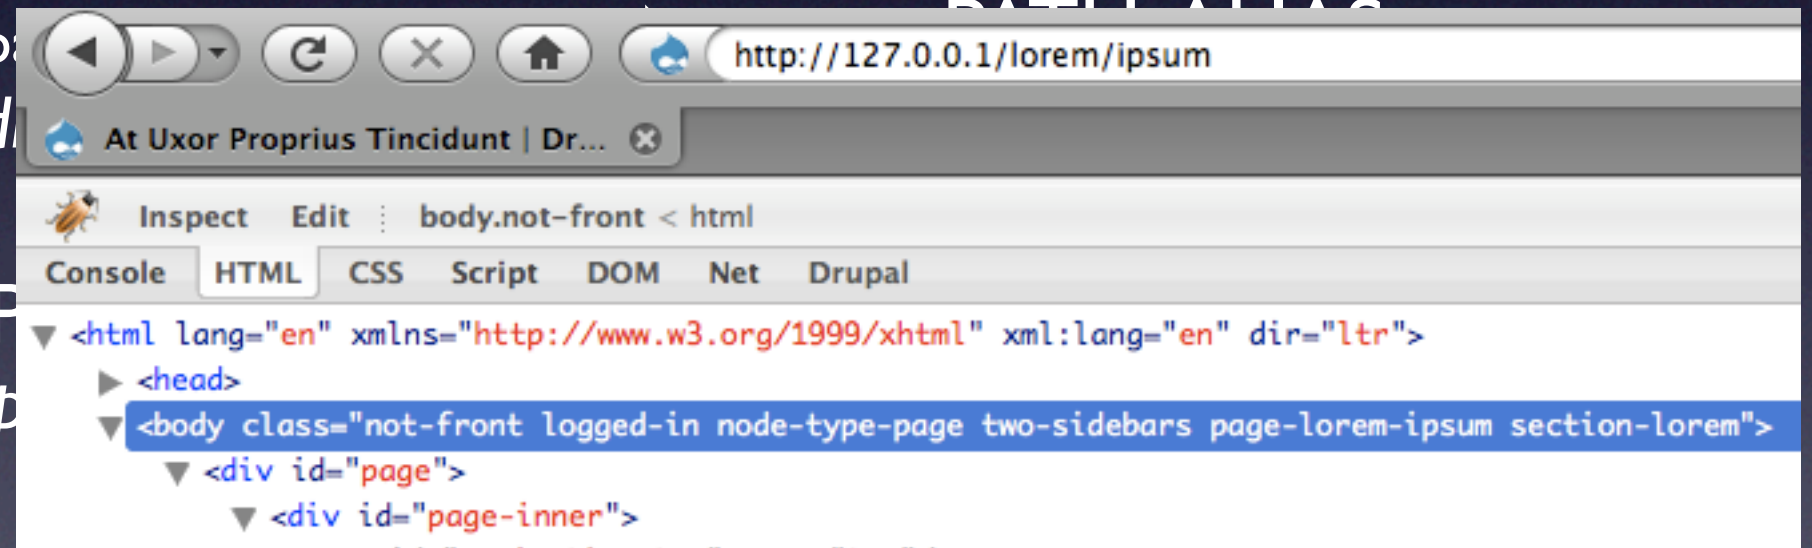 PATH ALIAS
http://127.0.0.1/lorem/ipsum
At Uxor Proprius Tincidunt | Dr...
Inspect Edit body.not-front < html
Console HTML CSS Script DOM Net Drupal
<html lang="en" xmlns="http://www.w3.org/1999/xhtml" xml:lang="en" dir="ltr">
<head>
<body class="not-front logged-in node-type-page two-sidebars page-lorem-ipsum section-lorem">
<div id="page">
<div id="page-inner">